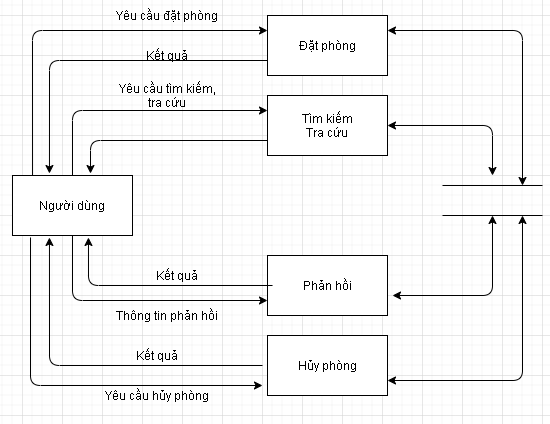 Yêu cầu đặt phòng
Đặt phòng
Kết quả
Yêu cầu tìm kiếm,
tra cứu
Tìm kiếm
Tra cứu
Người dùng
Kết quả
Phản hồi
Thông tin phản hồi
Kết quả
Hủy phòng
Yêu cầu hủy phòng